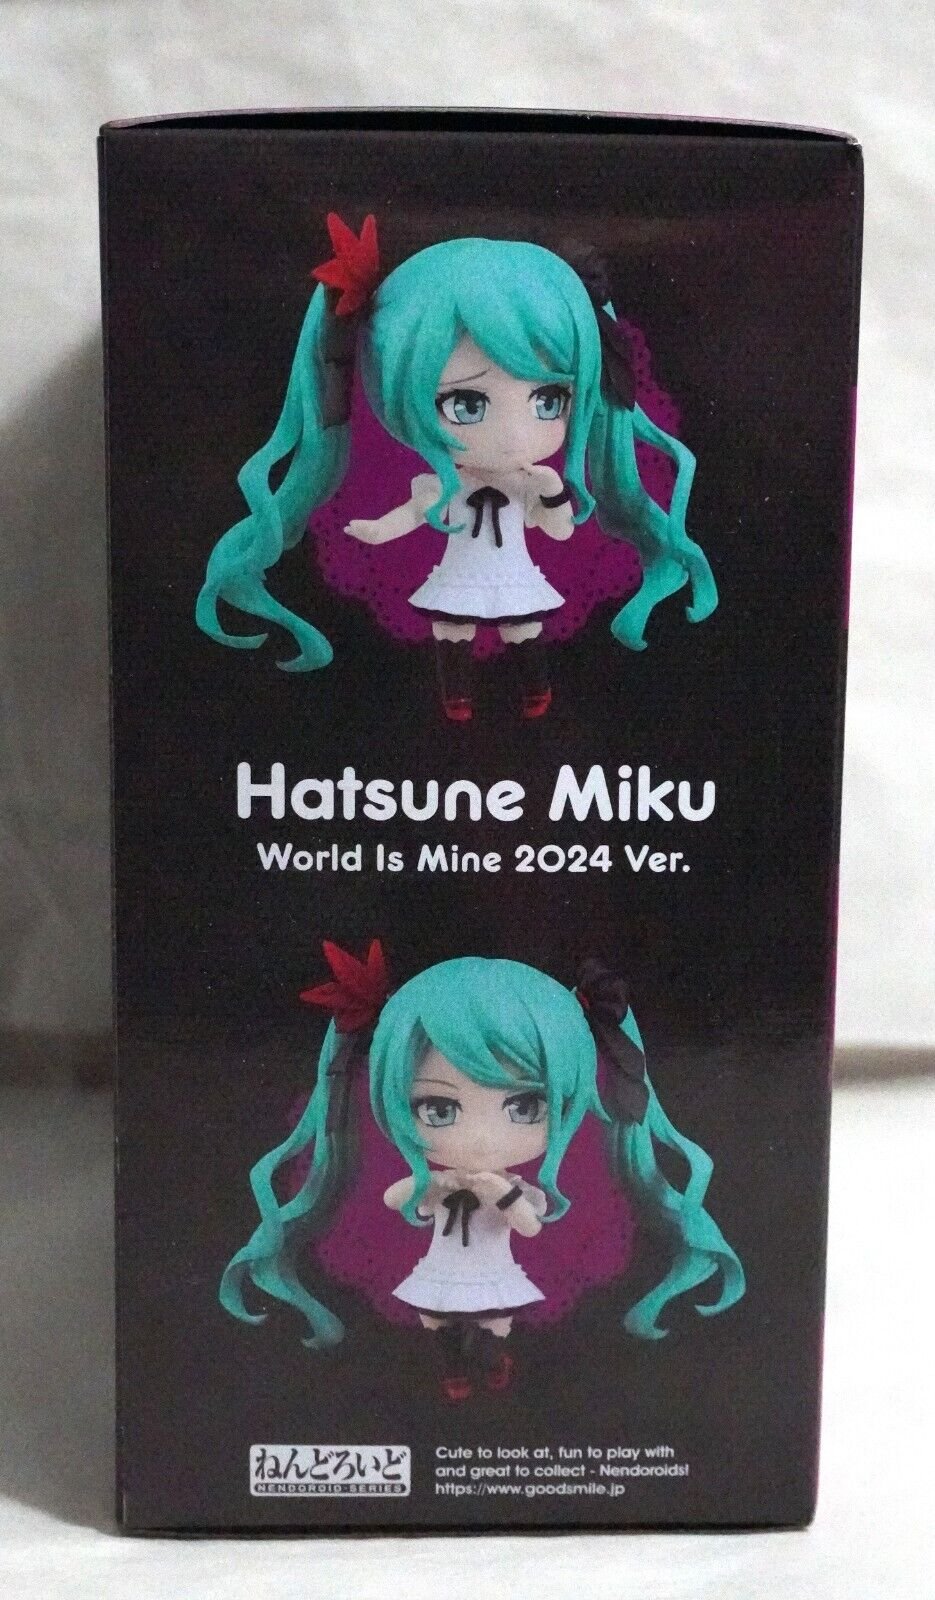 Hatsune Miku
World Is Mine 2024 Ver.
ねんどろいど
NENDOROID-SERIES
Cute to look at, fun to play with
and great to collect - Nendoroids!
https://www.goodsmile.jp